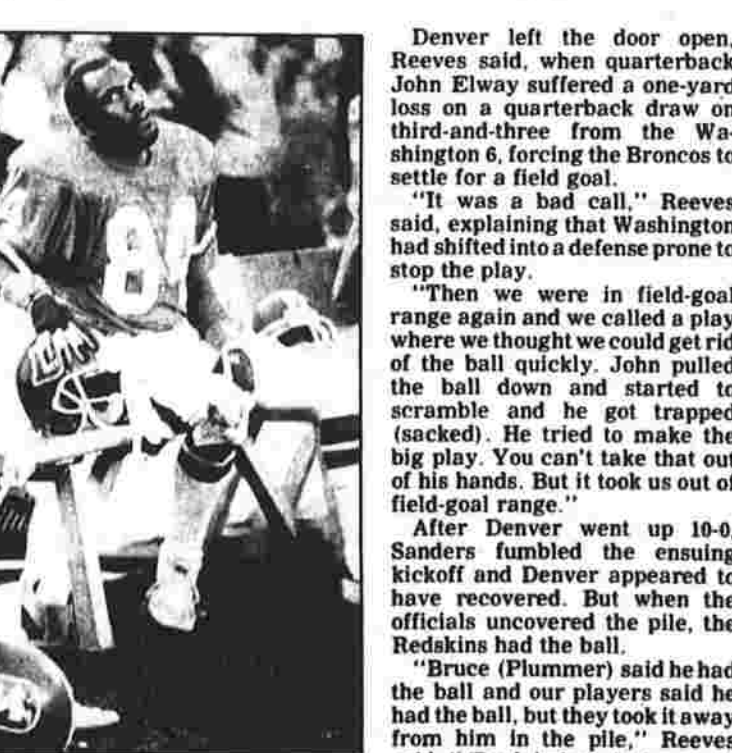 Denver left the door open,
Reeves said, when quarterback
John Elway suffered a one-yard
loss on a quarterback draw on
third-and-three from the Wa-
shington 6, forcing the Broncos to
settle for a field goal.
"It was a bad call," Reeves
said, explaining that Washington
had shifted into a defense prone to
stop the play.
"Then we were in field-goal
range again and we called a play
where we thought we could get rid
of the ball quickly. John pulled
the ball down and started to
scramble and he got trapped
(sacked). He tried to make the
big play. You can't take that out
of his hands. But it took us out of
field-goal range."
After Denver went up 10-0,
Sanders fumbled the ensuing
kickoff and Denver appeared to
have recovered. But when the
officials uncovered the pile, the
Redskins had the ball.
"Bruce (Plummer) said he had
the ball and our players said he
had the ball, but they took it away
from him in the pile," Reeves